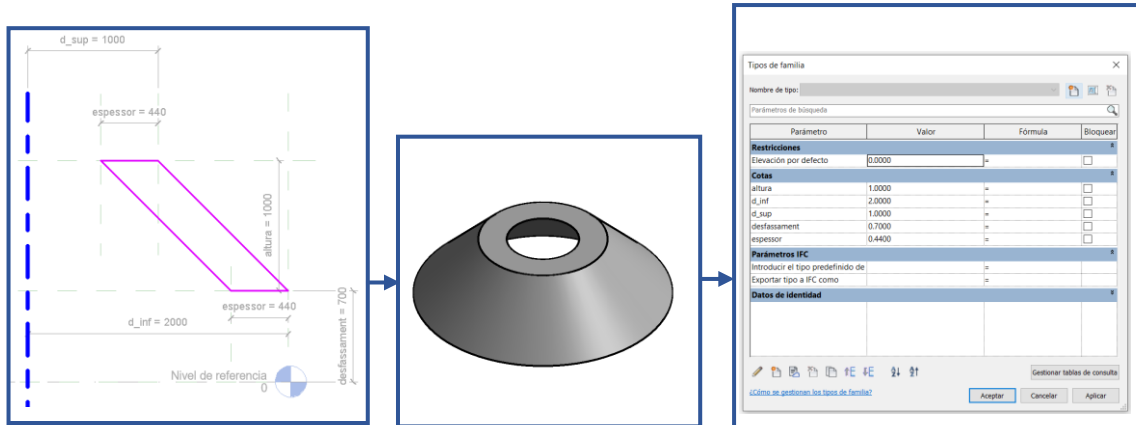 d_sup = 1000
espessor = 440
altura = 1000
espessor = 440
d_inf = 2000
desfassament = 700
Nivel de referencia
0
Tipos de familia
Nombre de tipo:
Parámetros de búsqueda
Parámetro Valor Fórmula Bloquear
Restricciones
Elevación por defecto 0.0000 =
Cotas
altura 1.0000 =
d_inf 2.0000 =
d_sup 1.0000 =
desfassament 0.7000 =
espessor 0.4400 =
Parámetros IFC
Introducir el tipo predefinido de =
Exportar tipo a IFC como =
Datos de identidad
Gestionar tablas de consulta
¿Cómo se gestionan los tipos de familia?
Aceptar Cancelar Aplicar